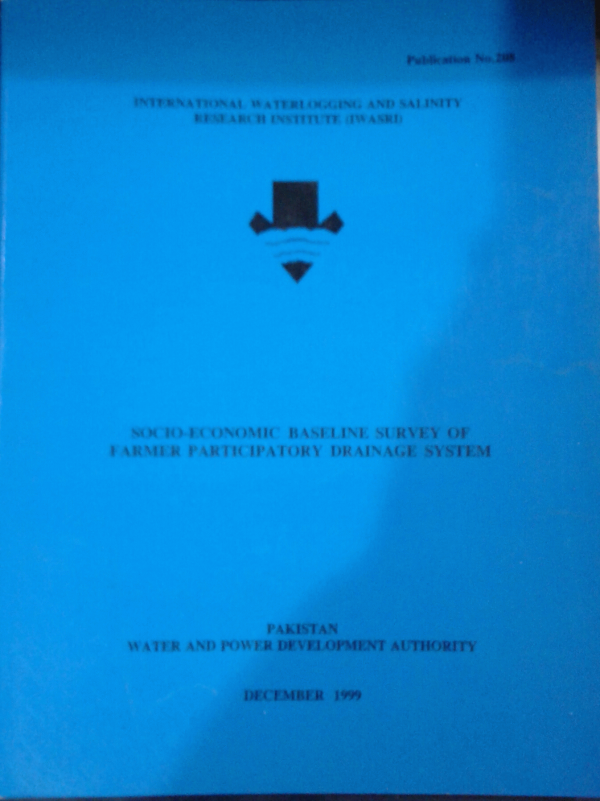 Publication No.208
INTERNATIONAL WATERLOGGING AND SALINITY
RESEARCH INSTITUTE (IWASRI)
SOCIO-ECONOMIC BASELINE SURVEY OF
FARMER PARTICIPATORY DRAINAGE SYSTEM
PAKISTAN
WATER AND POWER DEVELOPMENT AUTHORITY
DECEMBER 1999